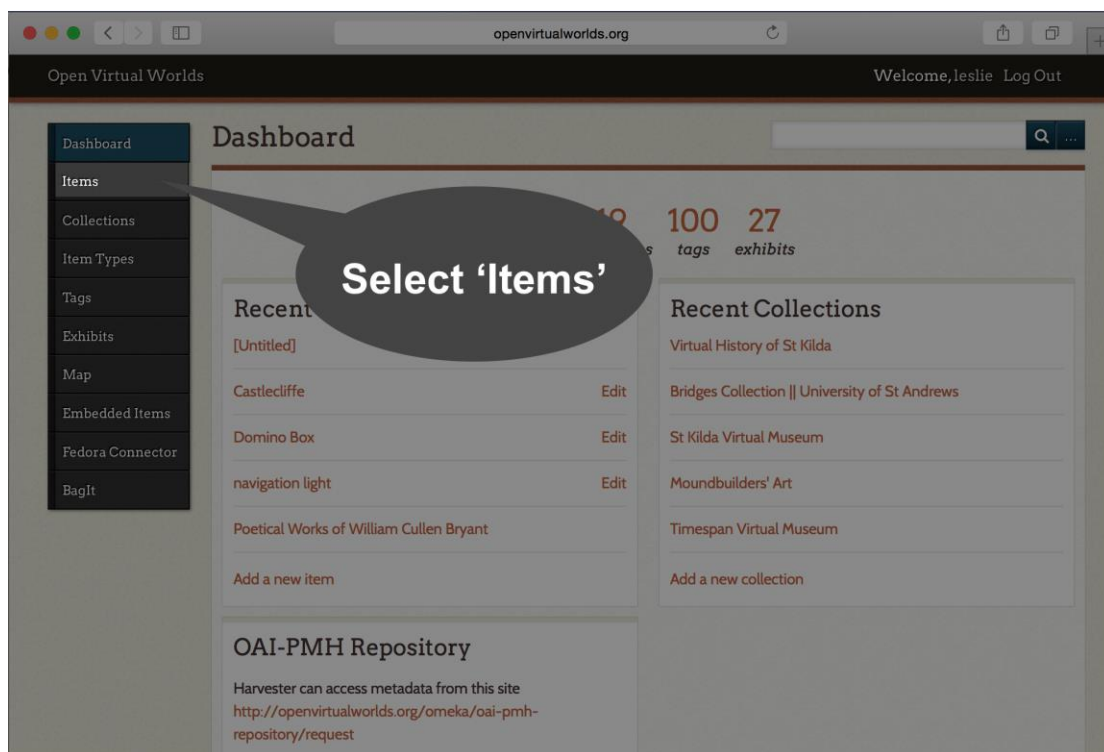 openvirtualworlds.org
Open Virtual Worlds
Welcome, leslie Log Out
Dashboard
Items
Collections
Item Types
Tags
Exhibits
Map
Embedded Items
Fedora Connector
BagIt
Dashboard
...
100 27
tags exhibits
Select ‘Items’
Recent
[Untitled]
Castlecliffe Edit
Domino Box Edit
navigation light Edit
Poetical Works of William Cullen Bryant
Add a new item
Recent Collections
Virtual History of St Kilda
Bridges Collection || University of St Andrews
St Kilda Virtual Museum
Moundbuilders' Art
Timespan Virtual Museum
Add a new collection
OAI-PMH Repository
Harvester can access metadata from this site
http://openvirtualworlds.org/omeka/oai-pmh-
repository/request